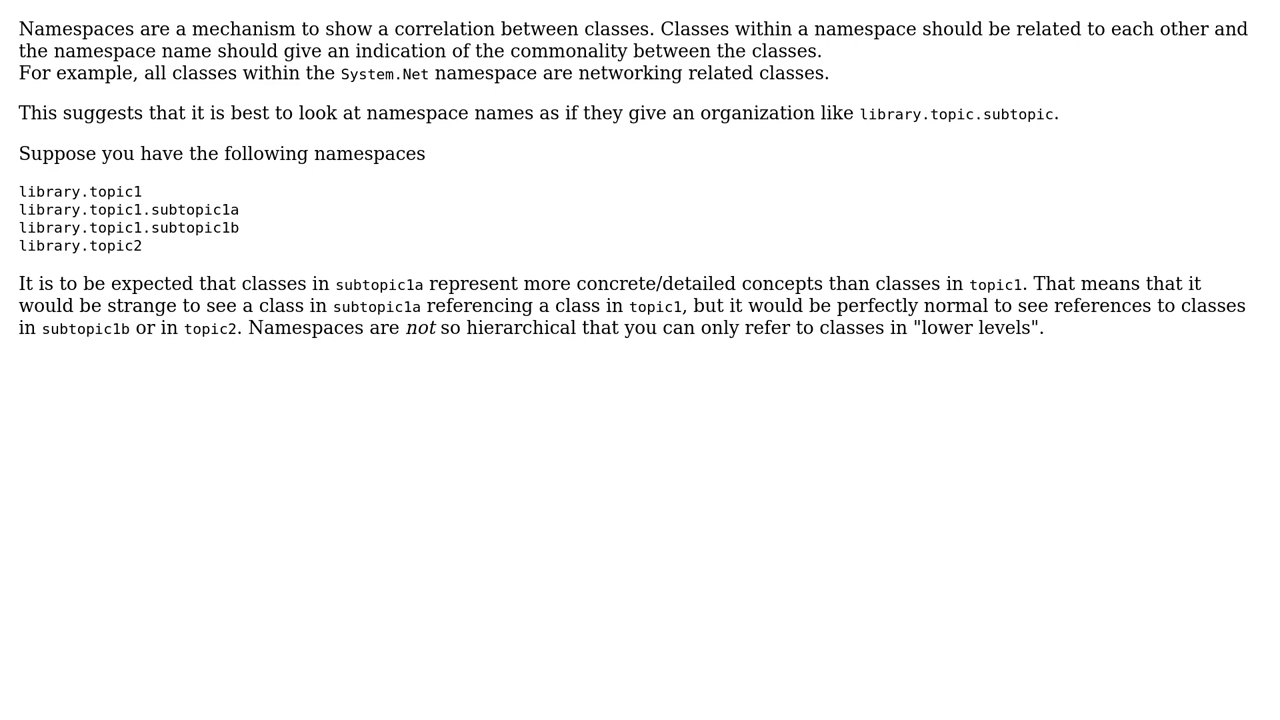 Namespaces are a mechanism to show a correlation between classes. Classes within a namespace should be related to each other and
the namespace name should give an indication of the commonality between the classes.
For example, all classes within the System.Net namespace are networking related classes.
This suggests that it is best to look at namespace names as if they give an organization like library.topic.subtopic.
Suppose you have the following namespaces
library.topic1
library.topic1.subtopic1a
library.topic1.subtopic1b
library.topic2
It is to be expected that classes in subtopic1a represent more concrete/detailed concepts than classes in topic1. That means that it
would be strange to see a class in subtopic1a referencing a class in topic1, but it would be perfectly normal to see references to classes
in subtopic1b or in topic2. Namespaces are not so hierarchical that you can only refer to classes in "lower levels".